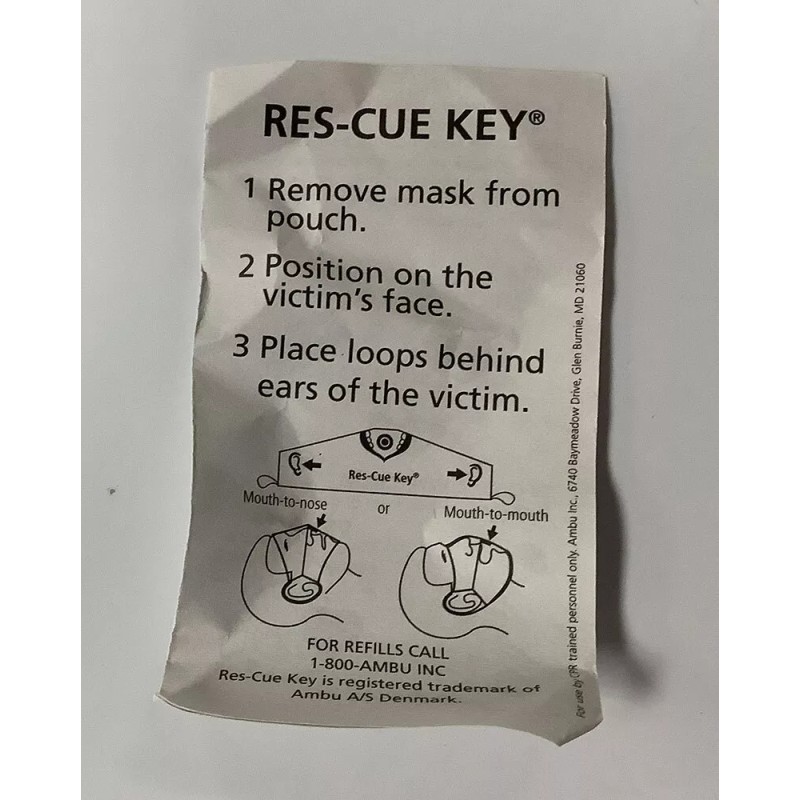 RES-CUE KEY®
1 Remove mask from
pouch.
2 Position on the
victim's face.
3 Place loops behind
ears of the victim.
Res-Cue Key®
Mouth-to-nose
or
Mouth-to-mouth
FOR REFILLS CALL
1-800-AMBU INC
Res-Cue Key is registered trademark of
Ambu A/S Denmark.
For use by CPR trained personnel only. Ambu Inc., 6740 Baymeadow Drive, Glen Burnie, MD 21060